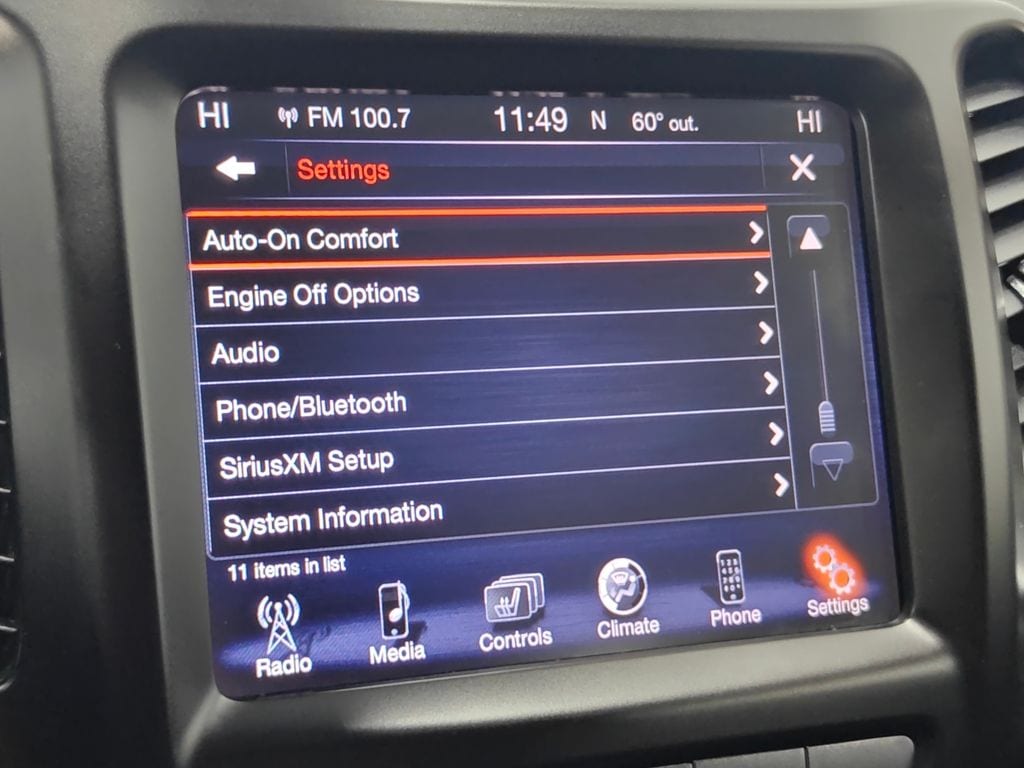 HI FM 100.7 11:49 N 60° out. HI
Settings
Auto-On Comfort
Engine Off Options
Audio
Phone/Bluetooth
SiriusXM Setup
System Information
11 items in list
Radio Media Controls Climate Phone Settings